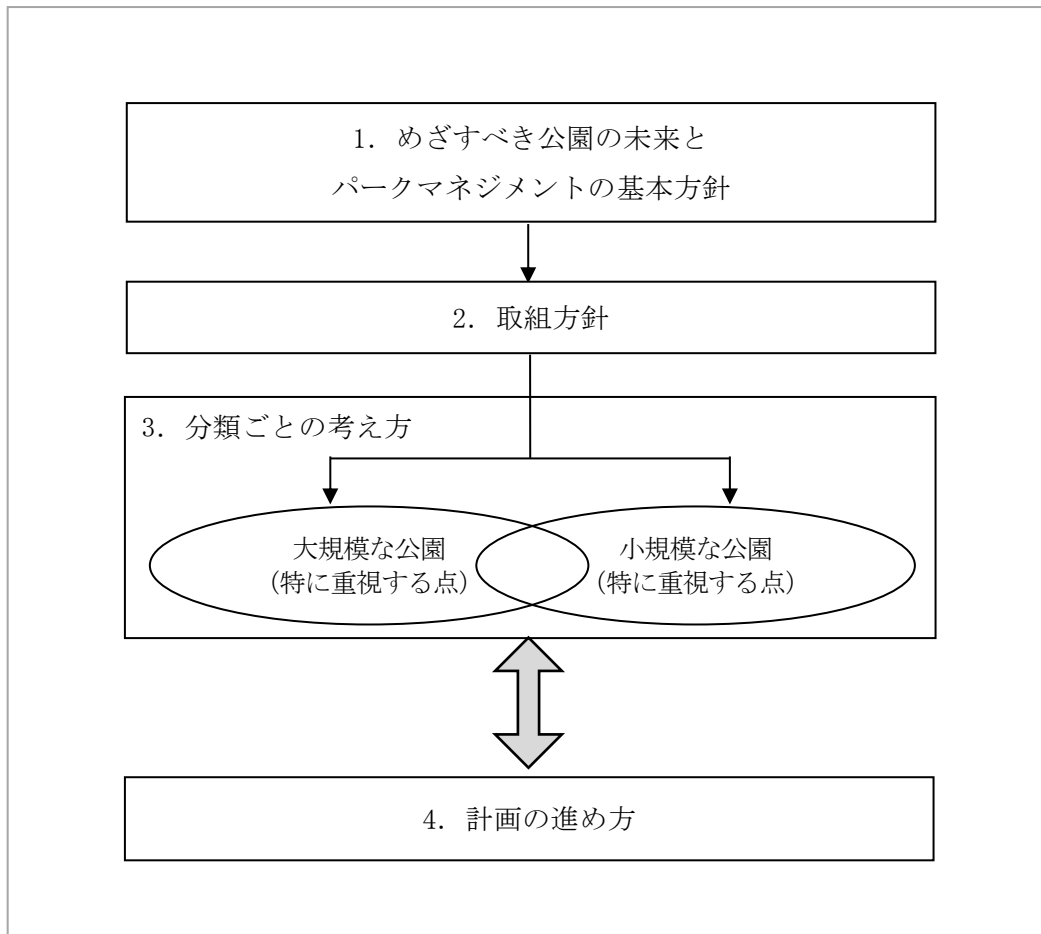 1. めざすべき公園の未来と
パークマネジメントの基本方針
2. 取組方針
3. 分類ごとの考え方
大規模な公園
(特に重視する点)
小規模な公園
(特に重視する点)
4. 計画の進め方